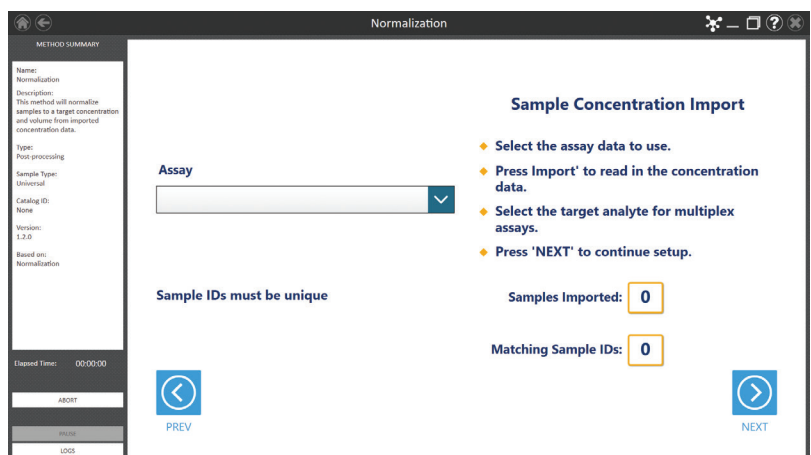 Normalization
METHOD SUMMARY
Name:
Normalization
Description:
This method will normalize
samples to a target concentration
and volume from imported
concentration data.
Type:
Post-processing
Sample Type:
Universal
Catalog ID:
None
Version:
1.2.0
Based on:
Normalization
Elapsed Time: 00:00:00
ABORT
PAUSE
LOGS
Assay
Sample IDs must be unique
PREV
Sample Concentration Import
Select the assay data to use.
Press Import' to read in the concentration
data.
Select the target analyte for multiplex
assays.
Press 'NEXT' to continue setup.
Samples Imported: 0
Matching Sample IDs: 0
NEXT